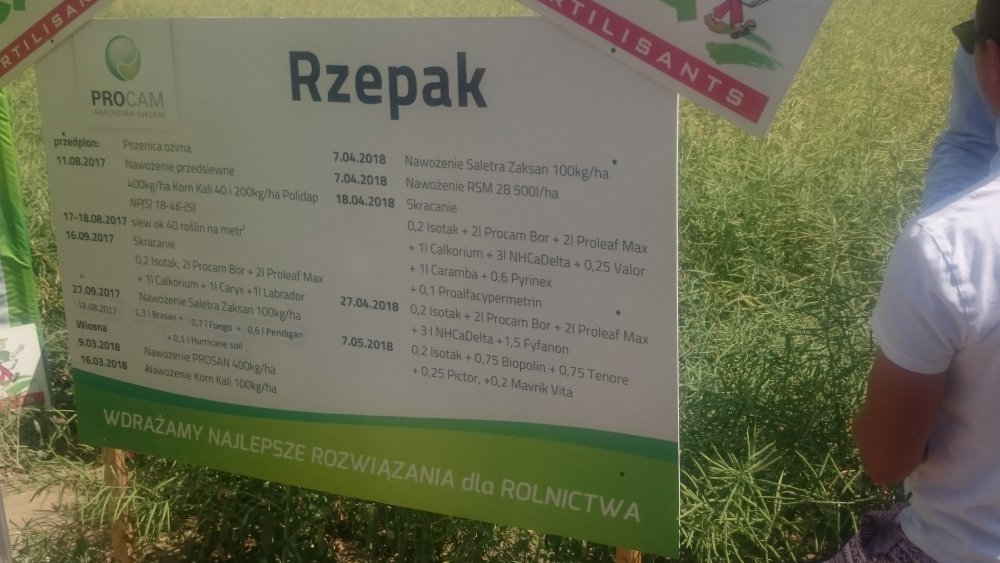 RTILISANTS
ERTILISANTS
PROCAM
AGRONOMIA SUKCESU
Rzepak
przedplon: Pszenica ozima
11.08.2017 Nawożenie przedsiewne
400kg/ha Korn Kali 40 i 200kg/ha Polidap
NP(S) 18-46-(5)
17-18.08.2017 siew ok 40 roślin na metr²
16.09.2017 Skracanie
0,2 Isotak, 2l Procam Bor + 2l Proleaf Max
+ 1l Calkorium + 1l Caryx +1l Labrador
27.09.2017 Nawożenie Saletra Zaksan 100kg/ha
18.08.2017 1,3 l Brasan + 0,7 l Fuego + 0,6 l Pendigan
+ 0,1 l Hurricane soil
Wiosna
9.03.2018 Nawożenie PROSAN 400kg/ha
16.03.2018 Nawożenie Korn Kali 100kg/ha
7.04.2018 Nawożenie Saletra Zaksan 100kg/ha
7.04.2018 Nawożenie RSM 28 500l/ha
18.04.2018 Skracanie
0,2 Isotak + 2l Procam Bor + 2l Proleaf Max
+ 1l Calkorium + 3l NHCaDelta + 0,25 Valor
+ 1l Caramba + 0,6 Pyrinex
+ 0,1 Proalfacypermetrin
27.04.2018 0,2 Isotak + 2l Procam Bor + 2l Proleaf Max
+ 3l NHCaDelta +1,5 Fyfanon
7.05.2018 0,2 Isotak + 0,75 Biopolin + 0,75 Tenore
+ 0,25 Pictor, +0,2 Mavrik Vita
WDRAŻAMY NAJLEPSZE ROZWIĄZANIA dla ROLNICTWA